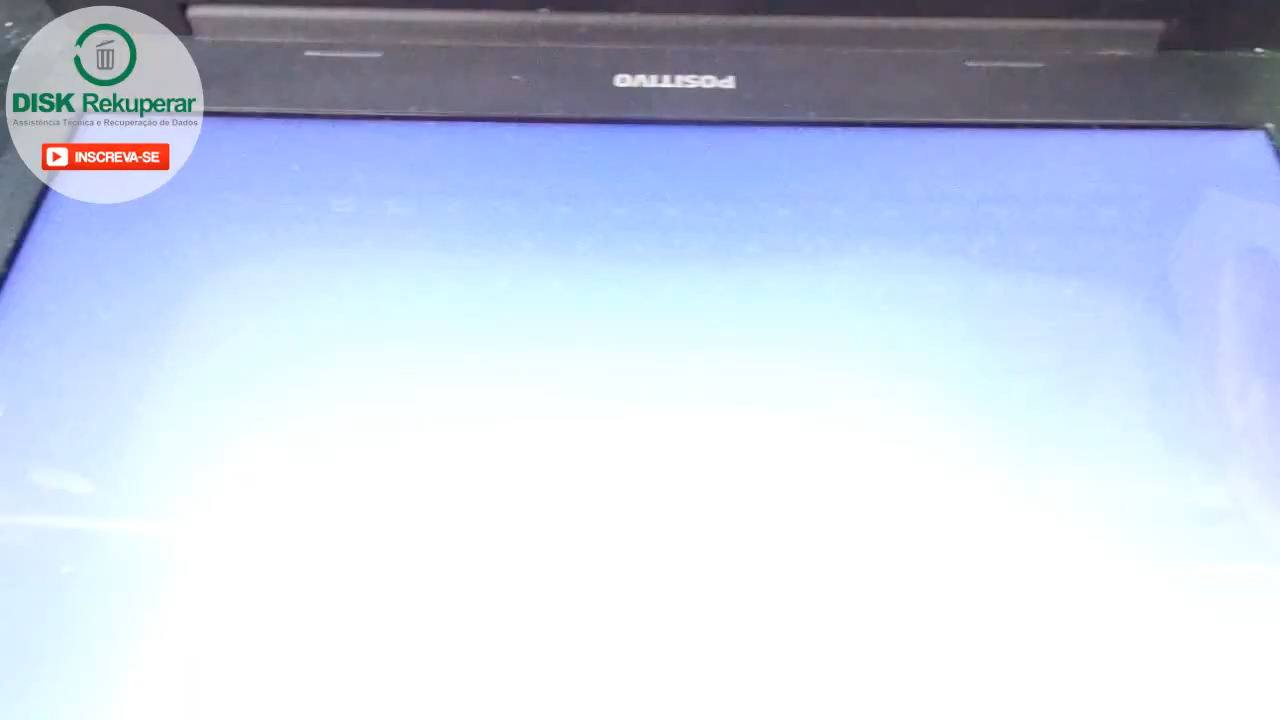 DISK Rekuperar
Assistência Técnica e Recuperação de Dados
INSCREVA-SE
POSITIVO